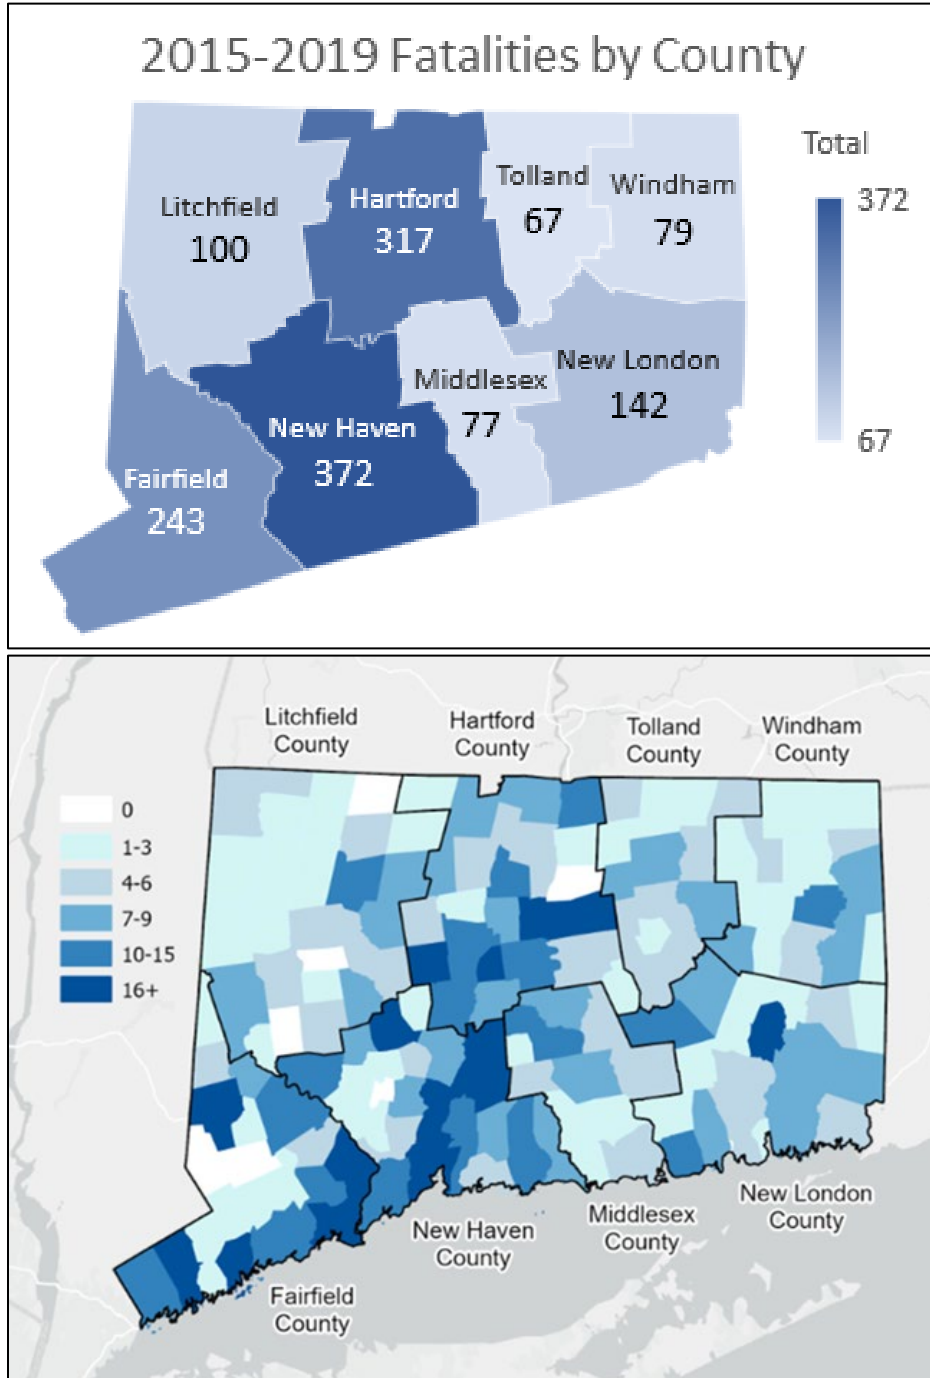 2015-2019 Fatalities by County
Total
372
67
Litchfield
100
Hartford
317
Tolland
67
Windham
79
New London
142
Middlesex
77
New Haven
372
Fairfield
243
Litchfield
County
Hartford
County
Tolland
County
Windham
County
0
1-3
4-6
7-9
10-15
16+
New London
County
Middlesex
County
New Haven
County
Fairfield
County